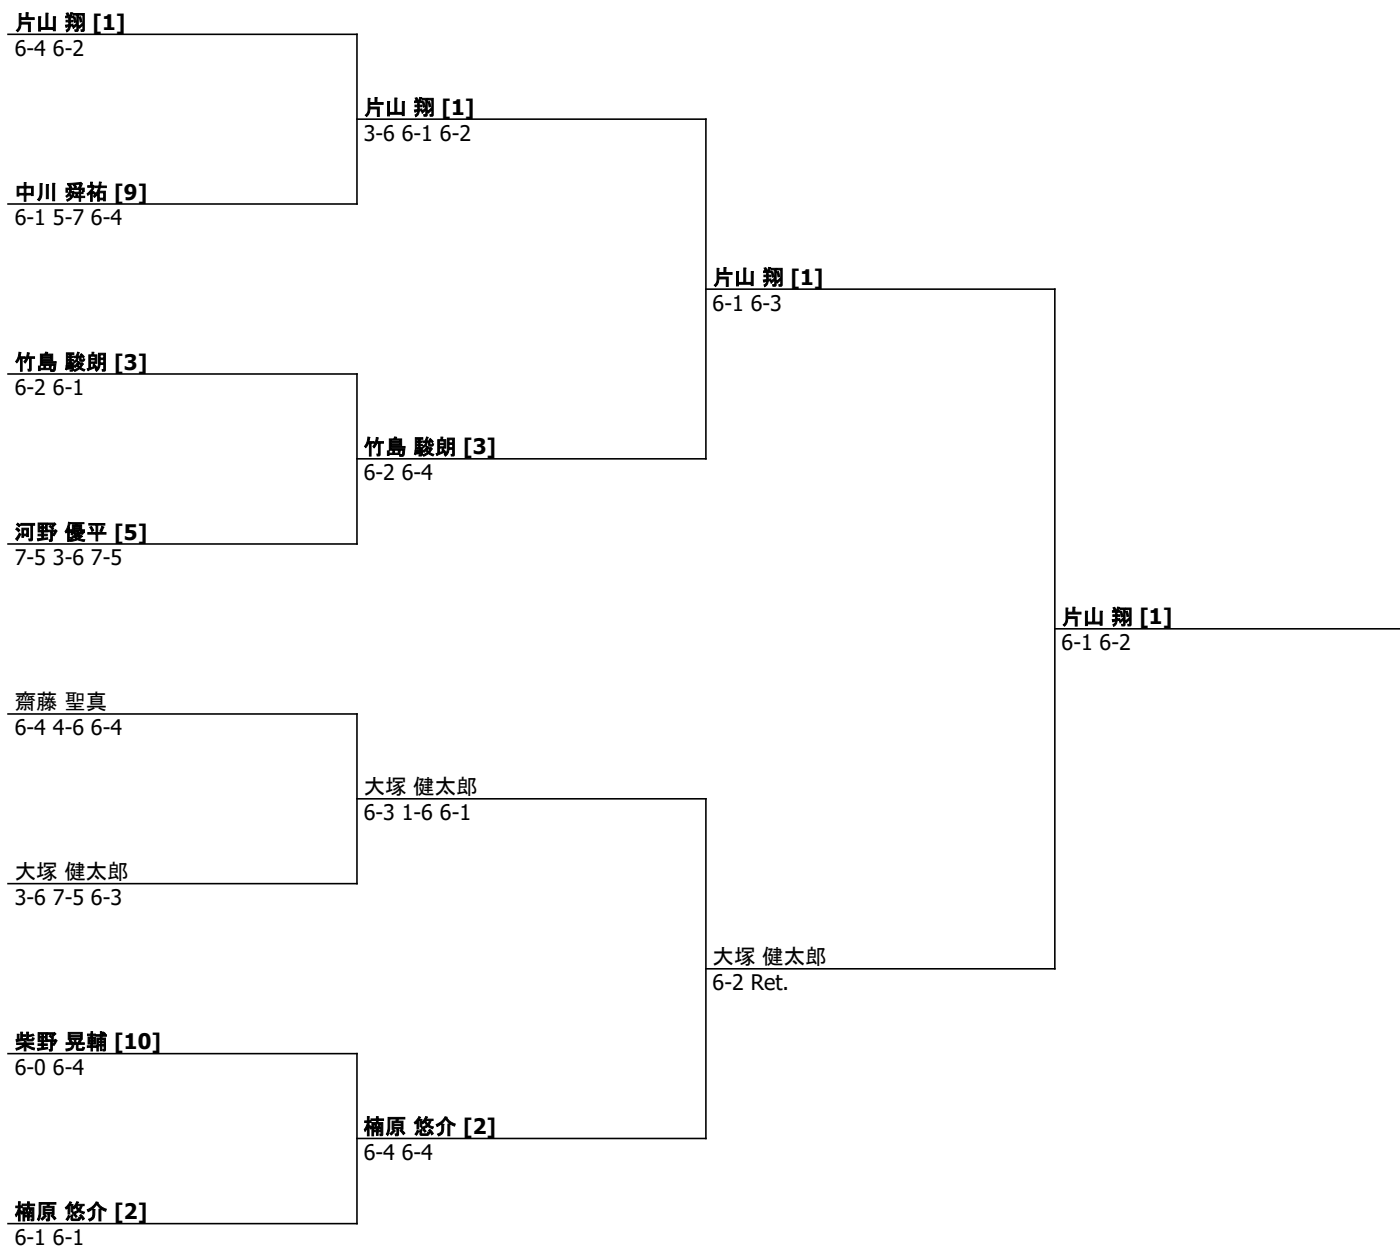 片山 翔 [1]
6-4 6-2
片山 翔 [1]
3-6 6-1 6-2
中川 舜祐 [9]
6-1 5-7 6-4
片山 翔 [1]
6-1 6-3
竹島 駿朗 [3]
6-2 6-1
竹島 駿朗 [3]
6-2 6-4
河野 優平 [5]
7-5 3-6 7-5
片山 翔 [1]
6-1 6-2
齋藤 聖真
6-4 4-6 6-4
大塚 健太郎
6-3 1-6 6-1
大塚 健太郎
3-6 7-5 6-3
大塚 健太郎
6-2 Ret.
柴野 晃輔 [10]
6-0 6-4
楠原 悠介 [2]
6-4 6-4
楠原 悠介 [2]
6-1 6-1